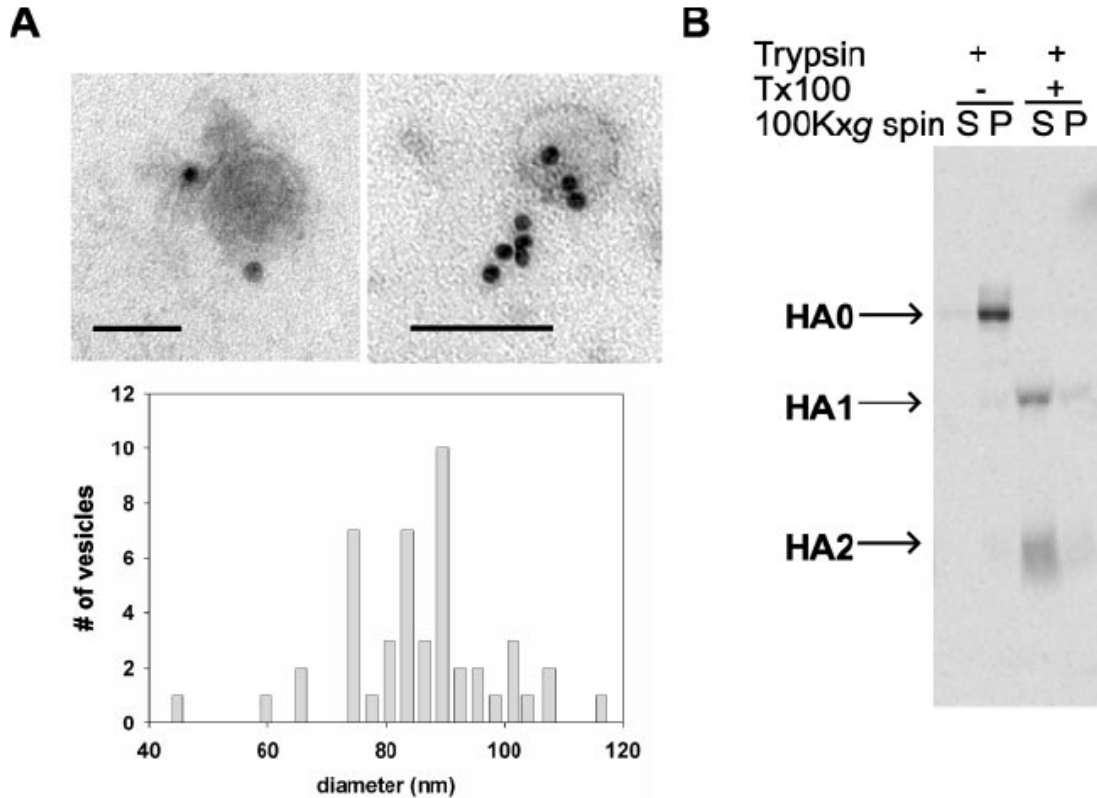 A
12
10
8
6
4
2
0
# of vesicles
40 60 80 100 120
diameter (nm)
B
Trypsin + +
Tx100 - +
100Kxg spin S P S P
HA0
HA1
HA2